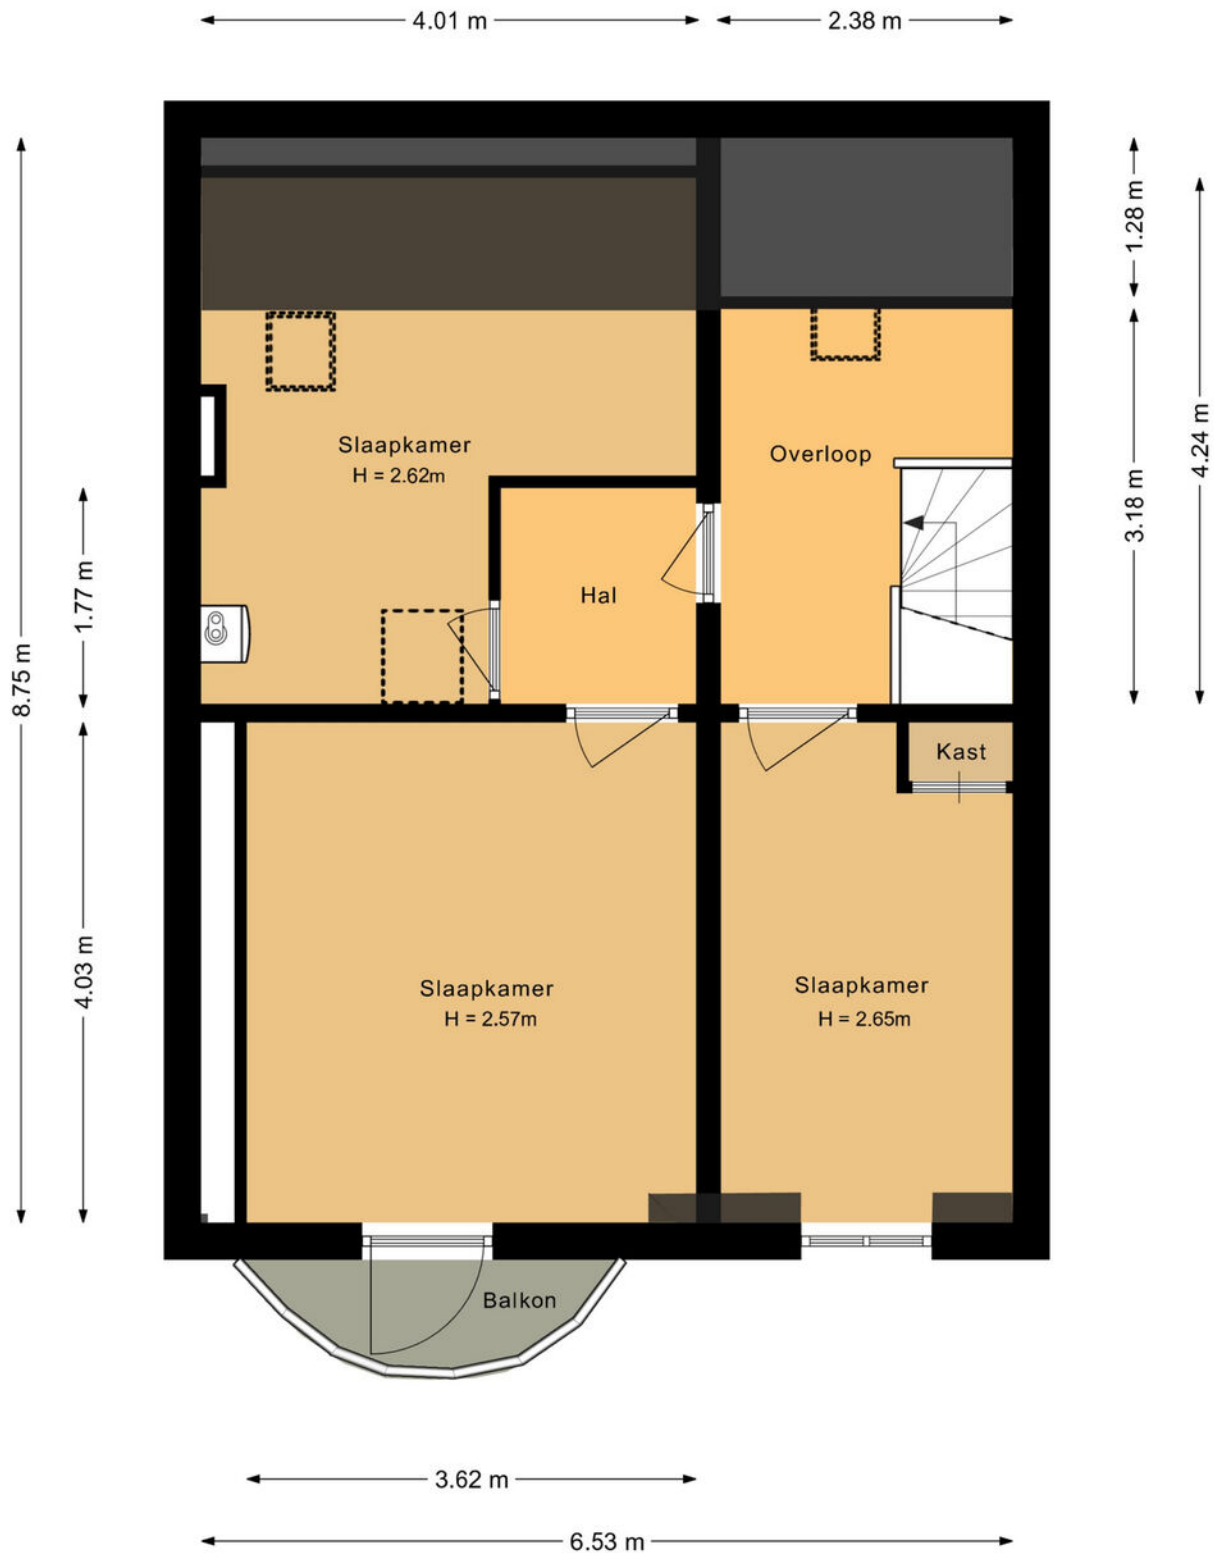 4.01 m
2.38 m
1.28 m
4.24 m
3.18 m
8.75 m
1.77 m
4.03 m
Slaapkamer
H = 2.62m
Overloop
Hal
Kast
Slaapkamer
H = 2.57m
Slaapkamer
H = 2.65m
Balkon
3.62 m
6.53 m